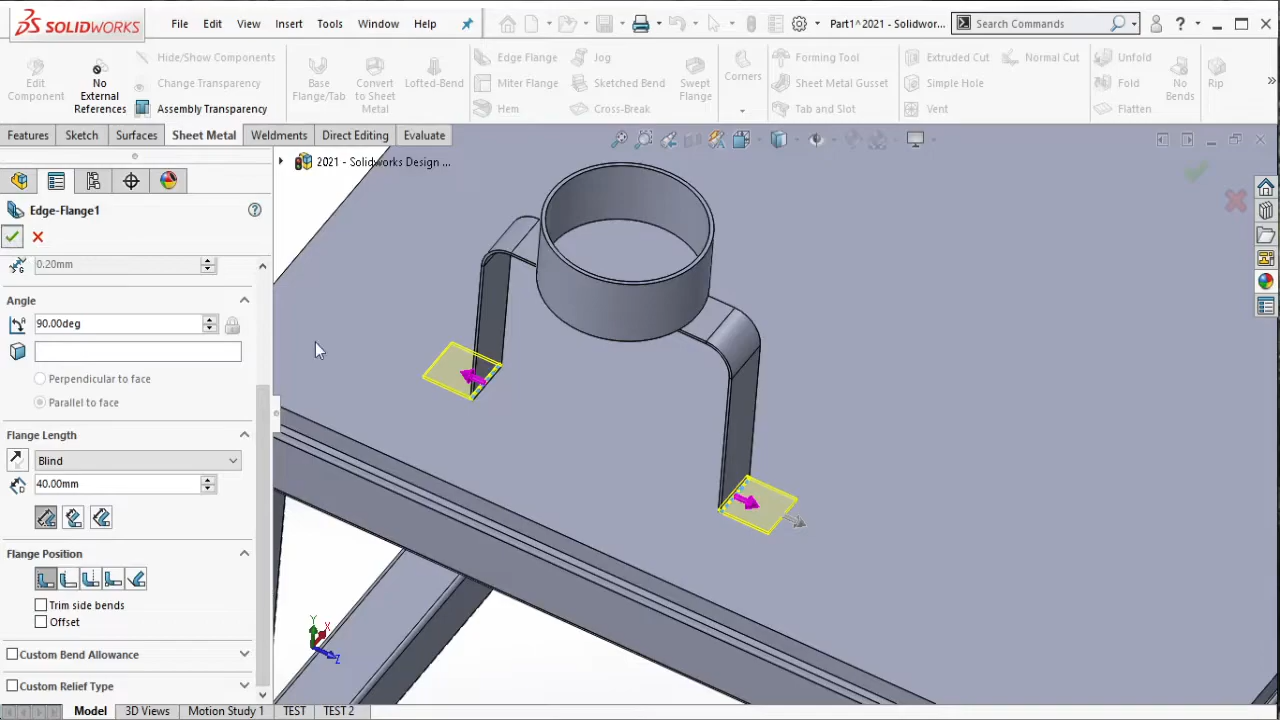 SOLIDWORKS
File Edit View Insert Tools Window Help
Part1^2021 - Solidwor...
Search Commands
Edit Component
No External References
Hide/Show Components
Change Transparency
Assembly Transparency
Base Flange/Tab
Convert to Sheet Metal
Lofted-Bend
Edge Flange
Miter Flange
Hem
Jog
Sketched Bend
Cross-Break
Swept Flange
Corners
Forming Tool
Sheet Metal Gusset
Tab and Slot
Extruded Cut
Simple Hole
Vent
Normal Cut
Unfold
Fold
Flatten
No Bends
Rip
Features Sketch Surfaces Sheet Metal Weldments Direct Editing Evaluate
2021 - Solidworks Design ...
Edge-Flange1
0.20mm
Angle
90.00deg
Perpendicular to face
Parallel to face
Flange Length
Blind
40.00mm
Flange Position
Trim side bends
Offset
Custom Bend Allowance
Custom Relief Type
Y
X
Z
Model 3D Views Motion Study 1 TEST TEST 2